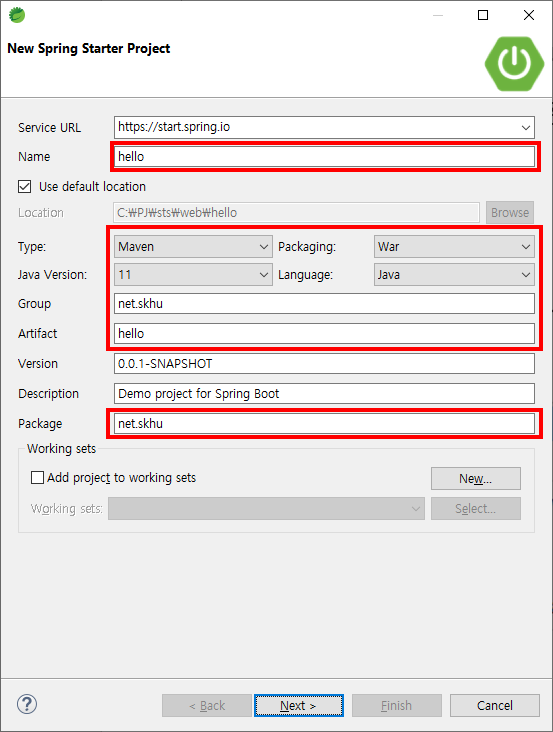 New Spring Starter Project
Service URL https://start.spring.io
Name hello
Use default location
Location C:₩PJ₩sts₩web₩hello Browse
Type: Maven Packaging: War
Java Version: 11 Language: Java
Group net.skhu
Artifact hello
Version 0.0.1-SNAPSHOT
Description Demo project for Spring Boot
Package net.skhu
Working sets
Add project to working sets New...
Working sets: Select...
? < Back Next > Finish Cancel